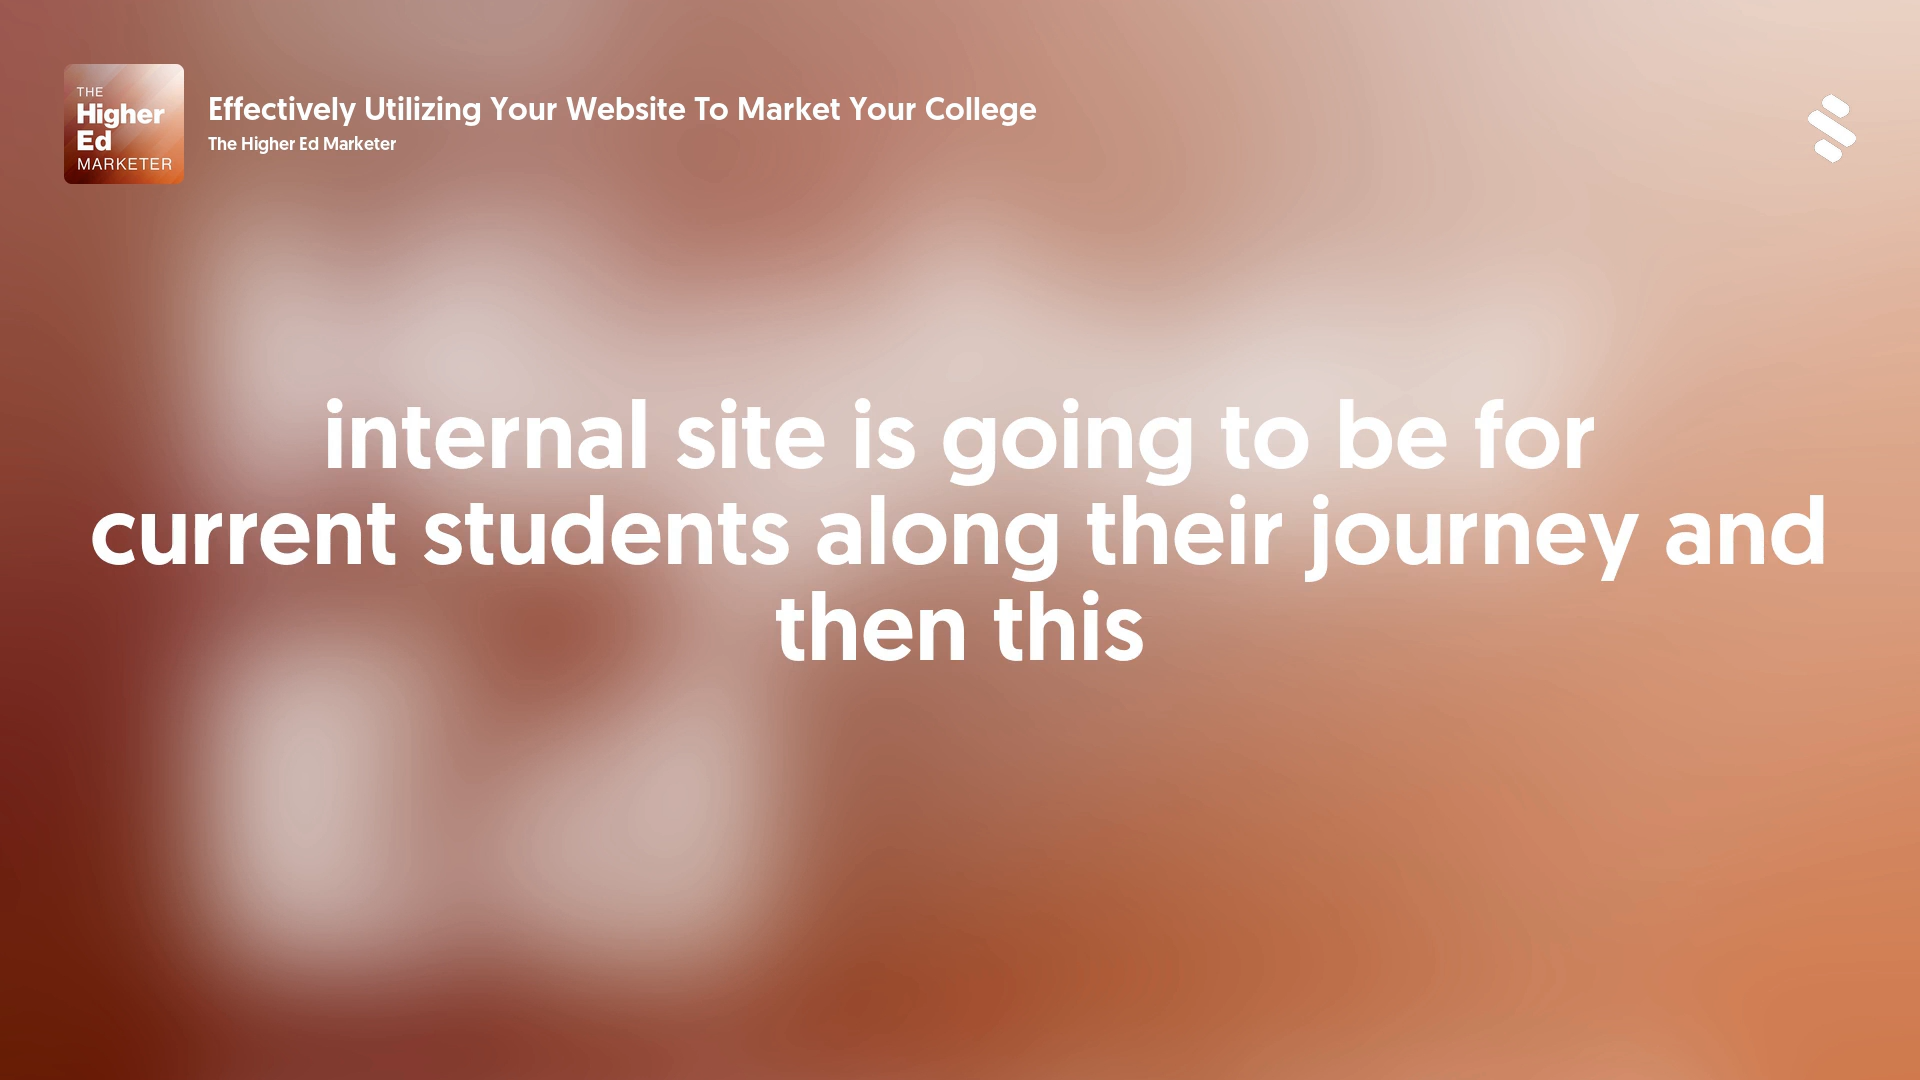 THE
Higher
Ed
MARKETER
Effectively Utilizing Your Website To Market Your College
The Higher Ed Marketer
internal site is going to be for
current students along their journey and
then this